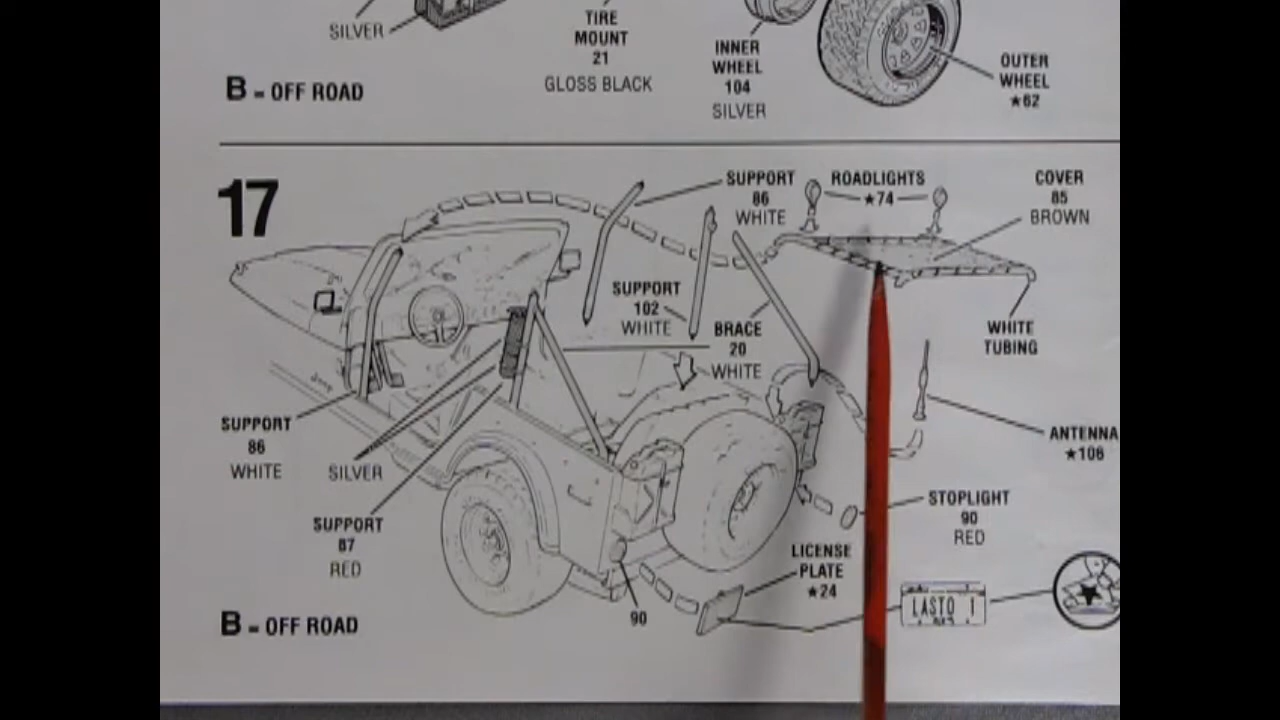 SILVER
TIRE
MOUNT
21
GLOSS BLACK
INNER
WHEEL
104
SILVER
OUTER
WHEEL
★62
B - OFF ROAD
17
SUPPORT
86
WHITE
ROADLIGHTS
★74
COVER
85
BROWN
SUPPORT
102
WHITE
BRACE
20
WHITE
WHITE
TUBING
SUPPORT
86
WHITE
SILVER
ANTENNA
★106
SUPPORT
87
RED
STOPLIGHT
90
RED
LICENSE
PLATE
★24
90
LASTO 1
B - OFF ROAD